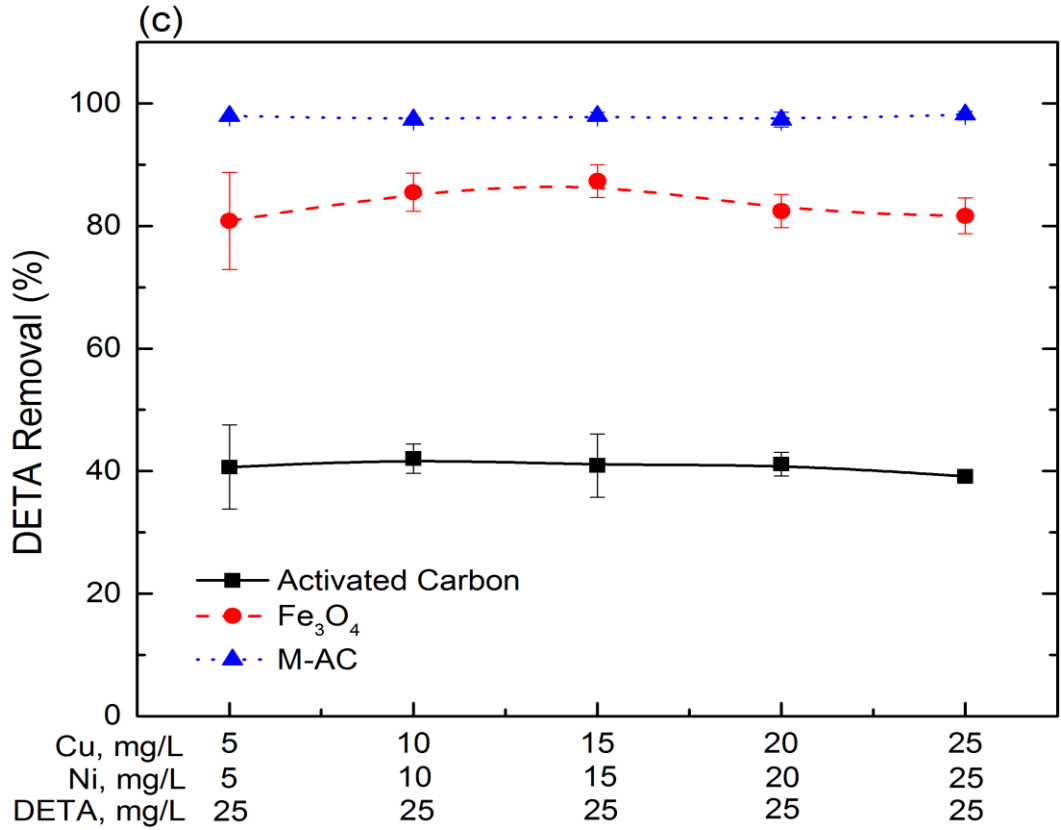 (c)
DETA Removal (%)
100
80
60
40
20
0
Activated Carbon
Fe₃O₄
M-AC
Cu, mg/L 5 10 15 20 25
Ni, mg/L 5 10 15 20 25
DETA, mg/L 25 25 25 25 25